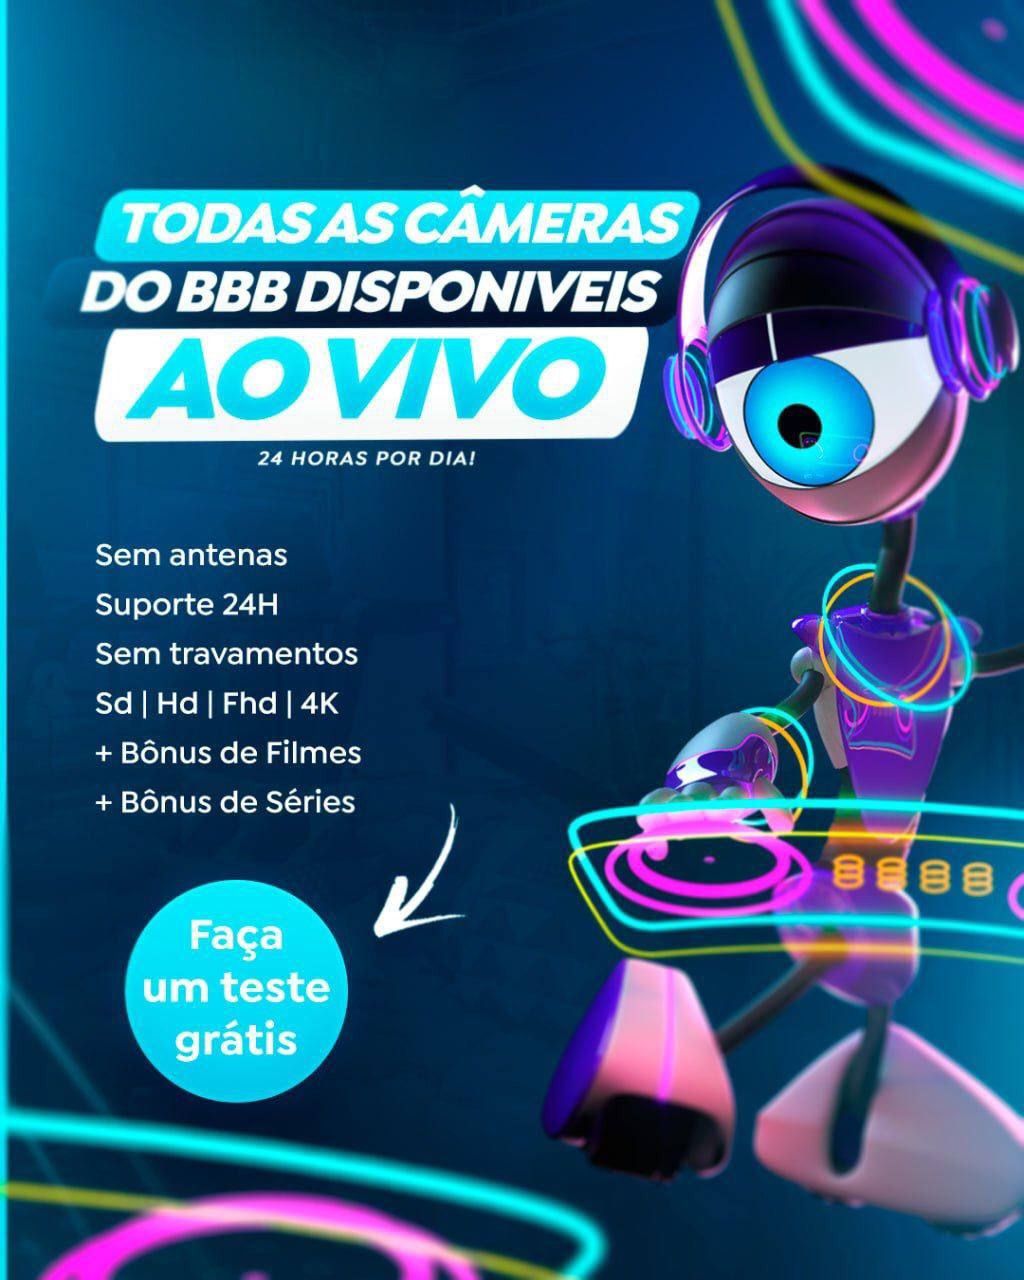 TODAS AS CÂMERAS
DO BBB DISPONIVEIS
AO VIVO
24 HORAS POR DIA!
Sem antenas
Suporte 24H
Sem travamentos
Sd | Hd | Fhd | 4K
+ Bônus de Filmes
+ Bônus de Séries
Faça
um teste
grátis